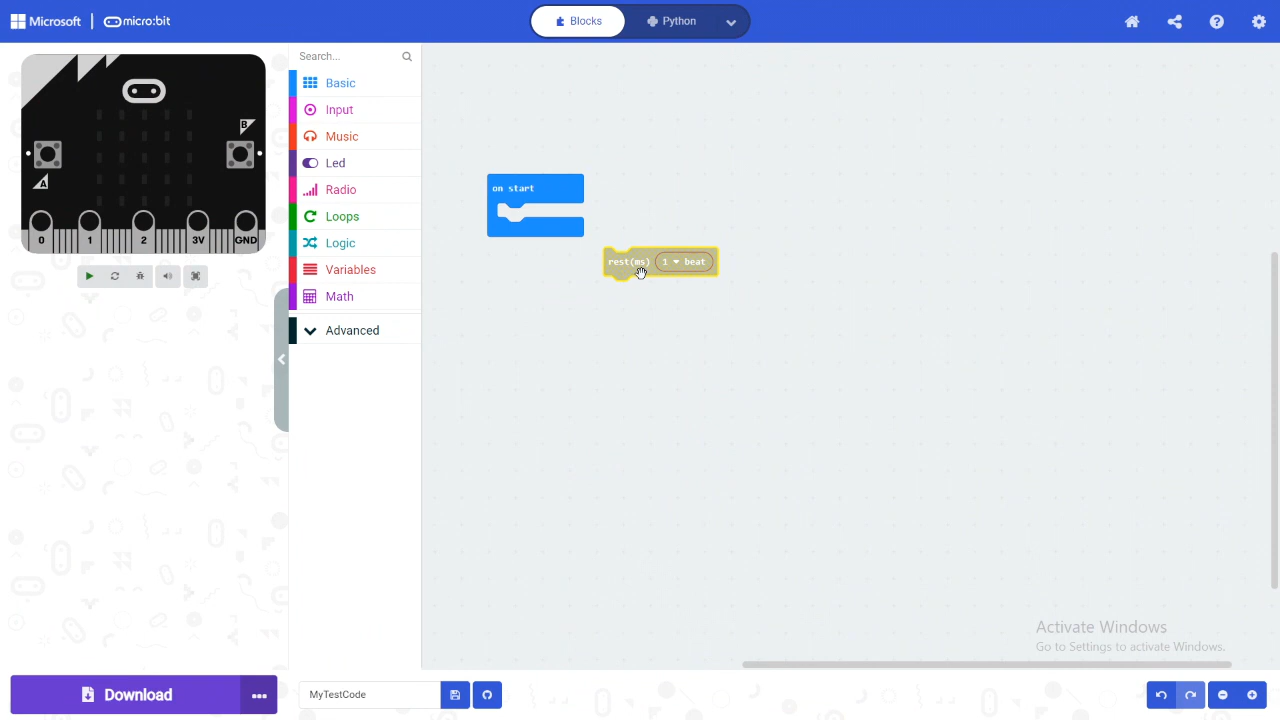 Microsoft | micro:bit
Blocks
Python
Search...
Basic
Input
Music
Led
Radio
Loops
Logic
Variables
Math
Advanced
B
A
0 1 2 3V GND
on start
rest(ms) 1 beat
Activate Windows
Go to Settings to activate Windows.
Download
MyTestCode